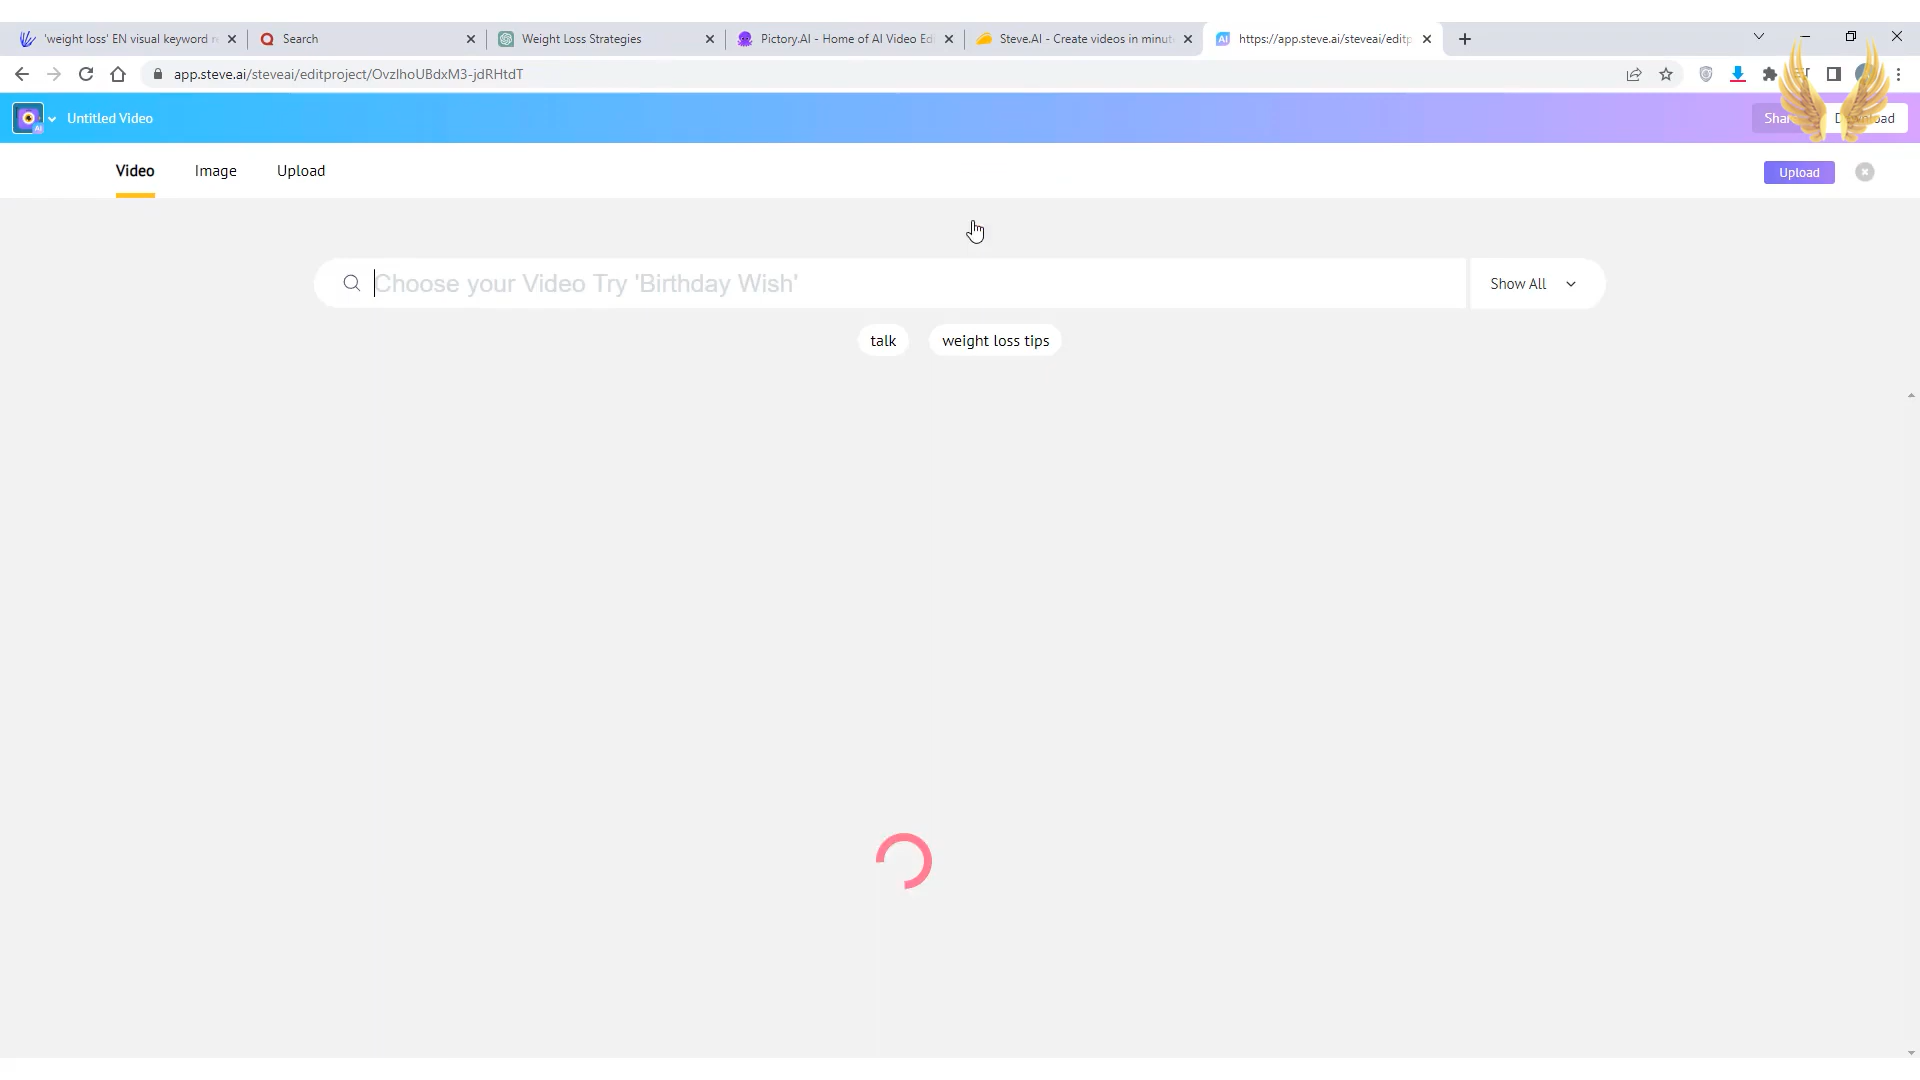 'weight loss' EN visual keyword r
Search
Weight Loss Strategies
Pictory.AI - Home of AI Video Edi
Steve.AI - Create videos in minut
https://app.steve.ai/steveai/editp
app.steve.ai/steveai/editproject/OvzlhoUBdxM3-jdRHtdT
AI
Untitled Video
Video
Image
Upload
Upload
Choose your Video Try 'Birthday Wish'
Show All
talk
weight loss tips